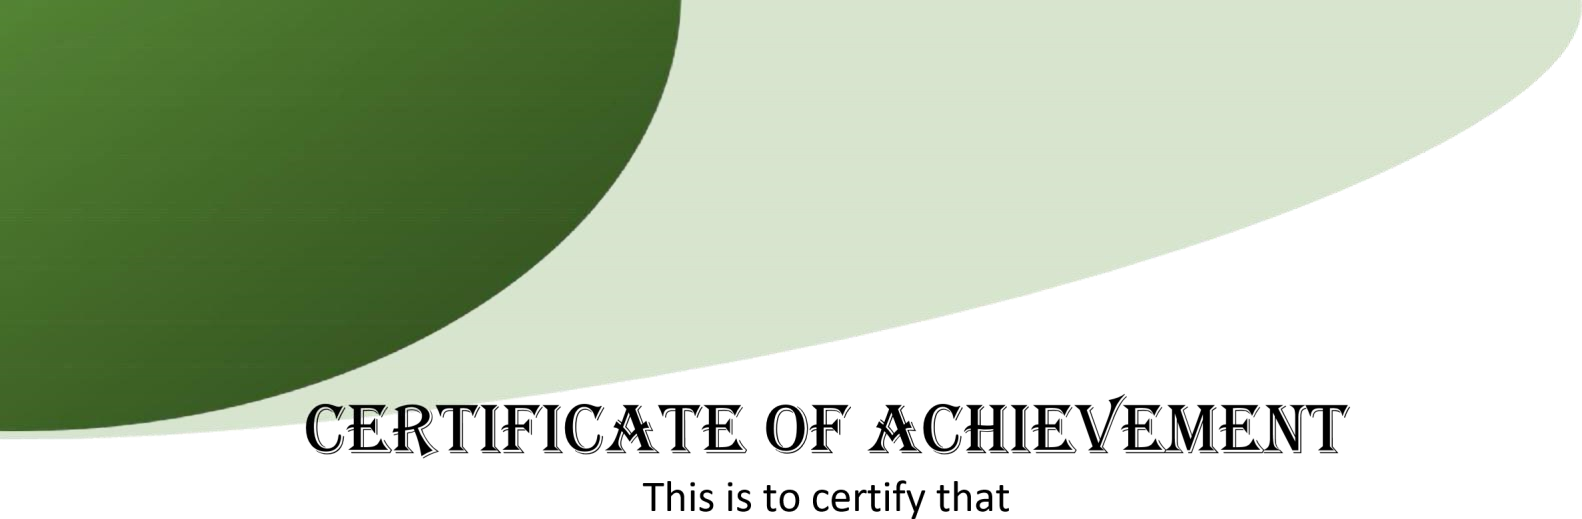 CERTIFICATE OF ACHIEVEMENT
This is to certify that